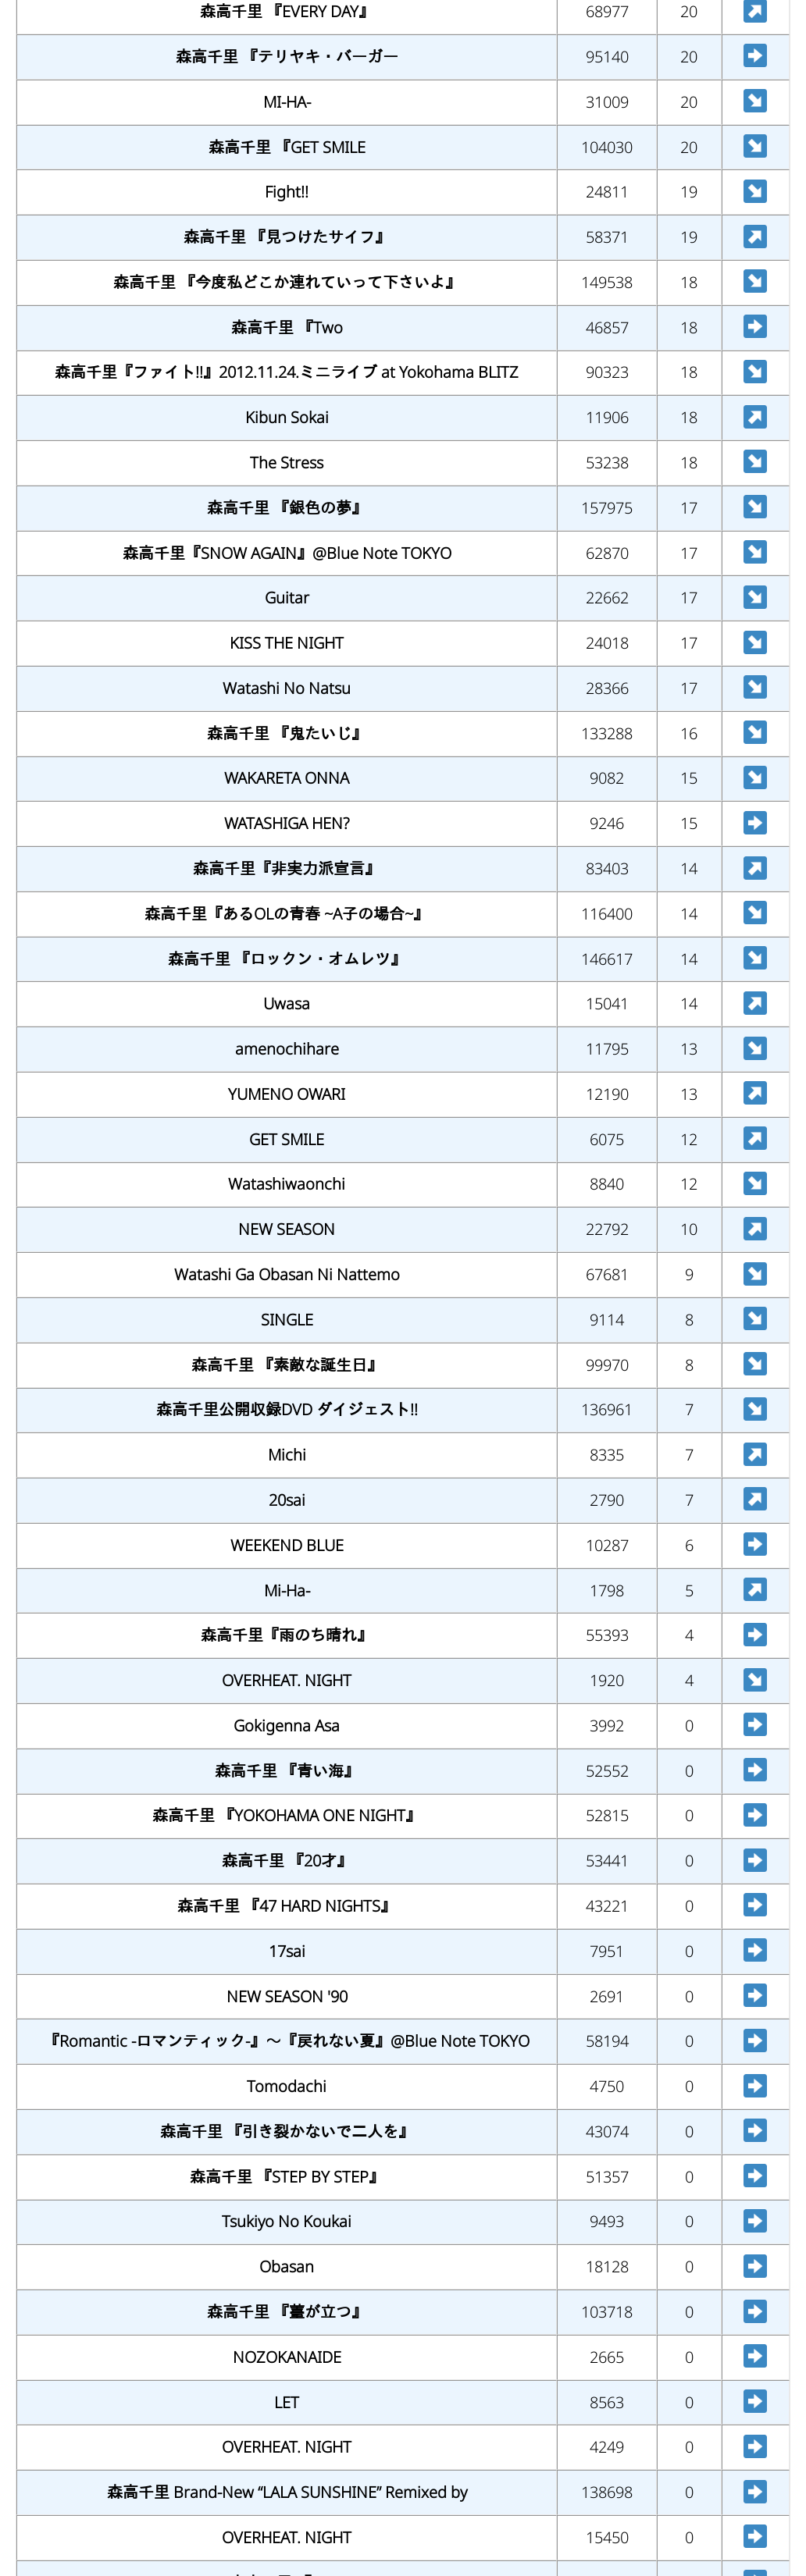 森高千里 『EVERY DAY』 68977 20
森高千里 『テリヤキ・バーガー 95140 20
MI-HA- 31009 20
森高千里 『GET SMILE 104030 20
Fight!! 24811 19
森高千里 『見つけたサイフ』 58371 19
森高千里 『今度私どこか連れていって下さいよ』 149538 18
森高千里 『Two 46857 18
森高千里『ファイト!!』2012.11.24.ミニライブ at Yokohama BLITZ 90323 18
Kibun Sokai 11906 18
The Stress 53238 18
森高千里 『銀色の夢』 157975 17
森高千里『SNOW AGAIN』@Blue Note TOKYO 62870 17
Guitar 22662 17
KISS THE NIGHT 24018 17
Watashi No Natsu 28366 17
森高千里 『鬼たいじ』 133288 16
WAKARETA ONNA 9082 15
WATASHIGA HEN? 9246 15
森高千里『非実力派宣言』 83403 14
森高千里『あるOLの青春 ~A子の場合~』 116400 14
森高千里 『ロックン・オムレツ』 146617 14
Uwasa 15041 14
amenochihare 11795 13
YUMENO OWARI 12190 13
GET SMILE 6075 12
Watashiwaonchi 8840 12
NEW SEASON 22792 10
Watashi Ga Obasan Ni Nattemo 67681 9
SINGLE 9114 8
森高千里 『素敵な誕生日』 99970 8
森高千里公開収録DVD ダイジェスト!! 136961 7
Michi 8335 7
20sai 2790 7
WEEKEND BLUE 10287 6
Mi-Ha- 1798 5
森高千里『雨のち晴れ』 55393 4
OVERHEAT. NIGHT 1920 4
Gokigenna Asa 3992 0
森高千里 『青い海』 52552 0
森高千里 『YOKOHAMA ONE NIGHT』 52815 0
森高千里 『20才』 53441 0
森高千里 『47 HARD NIGHTS』 43221 0
17sai 7951 0
NEW SEASON '90 2691 0
『Romantic -ロマンティック-』～『戻れない夏』@Blue Note TOKYO 58194 0
Tomodachi 4750 0
森高千里 『引き裂かないで二人を』 43074 0
森高千里 『STEP BY STEP』 51357 0
Tsukiyo No Koukai 9493 0
Obasan 18128 0
森高千里 『薹が立つ』 103718 0
NOZOKANAIDE 2665 0
LET 8563 0
OVERHEAT. NIGHT 4249 0
森高千里 Brand-New “LALA SUNSHINE” Remixed by 138698 0
OVERHEAT. NIGHT 15450 0